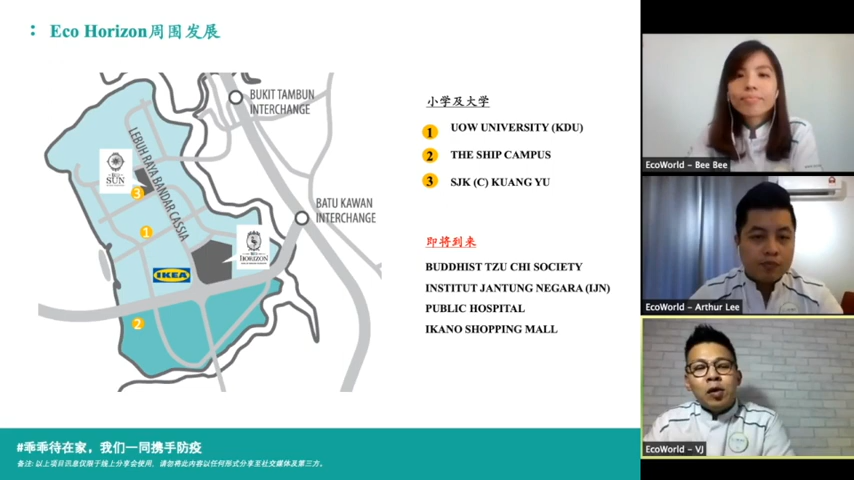 : Eco Horizon周围发展
BUKIT TAMBUN
INTERCHANGE
LEBUH RAYA BANDAR CASSIA
SUN
3
1
BATU KAWAN
INTERCHANGE
HORIZON
IKEA
2
小学及大学
1 UOW UNIVERSITY (KDU)
2 THE SHIP CAMPUS
3 SJK (C) KUANG YU
即将到来
BUDDHIST TZU CHI SOCIETY
INSTITUT JANTUNG NEGARA (IJN)
PUBLIC HOSPITAL
IKANO SHOPPING MALL
#乖乖待在家，我们一同携手防疫
备注: 以上项目讯息仅限于线上分享会使用，请勿将此内容以任何形式分享至社交媒体及第三方。
EcoWorld - Bee Bee
EcoWorld - Arthur Lee
EcoWorld - VJ